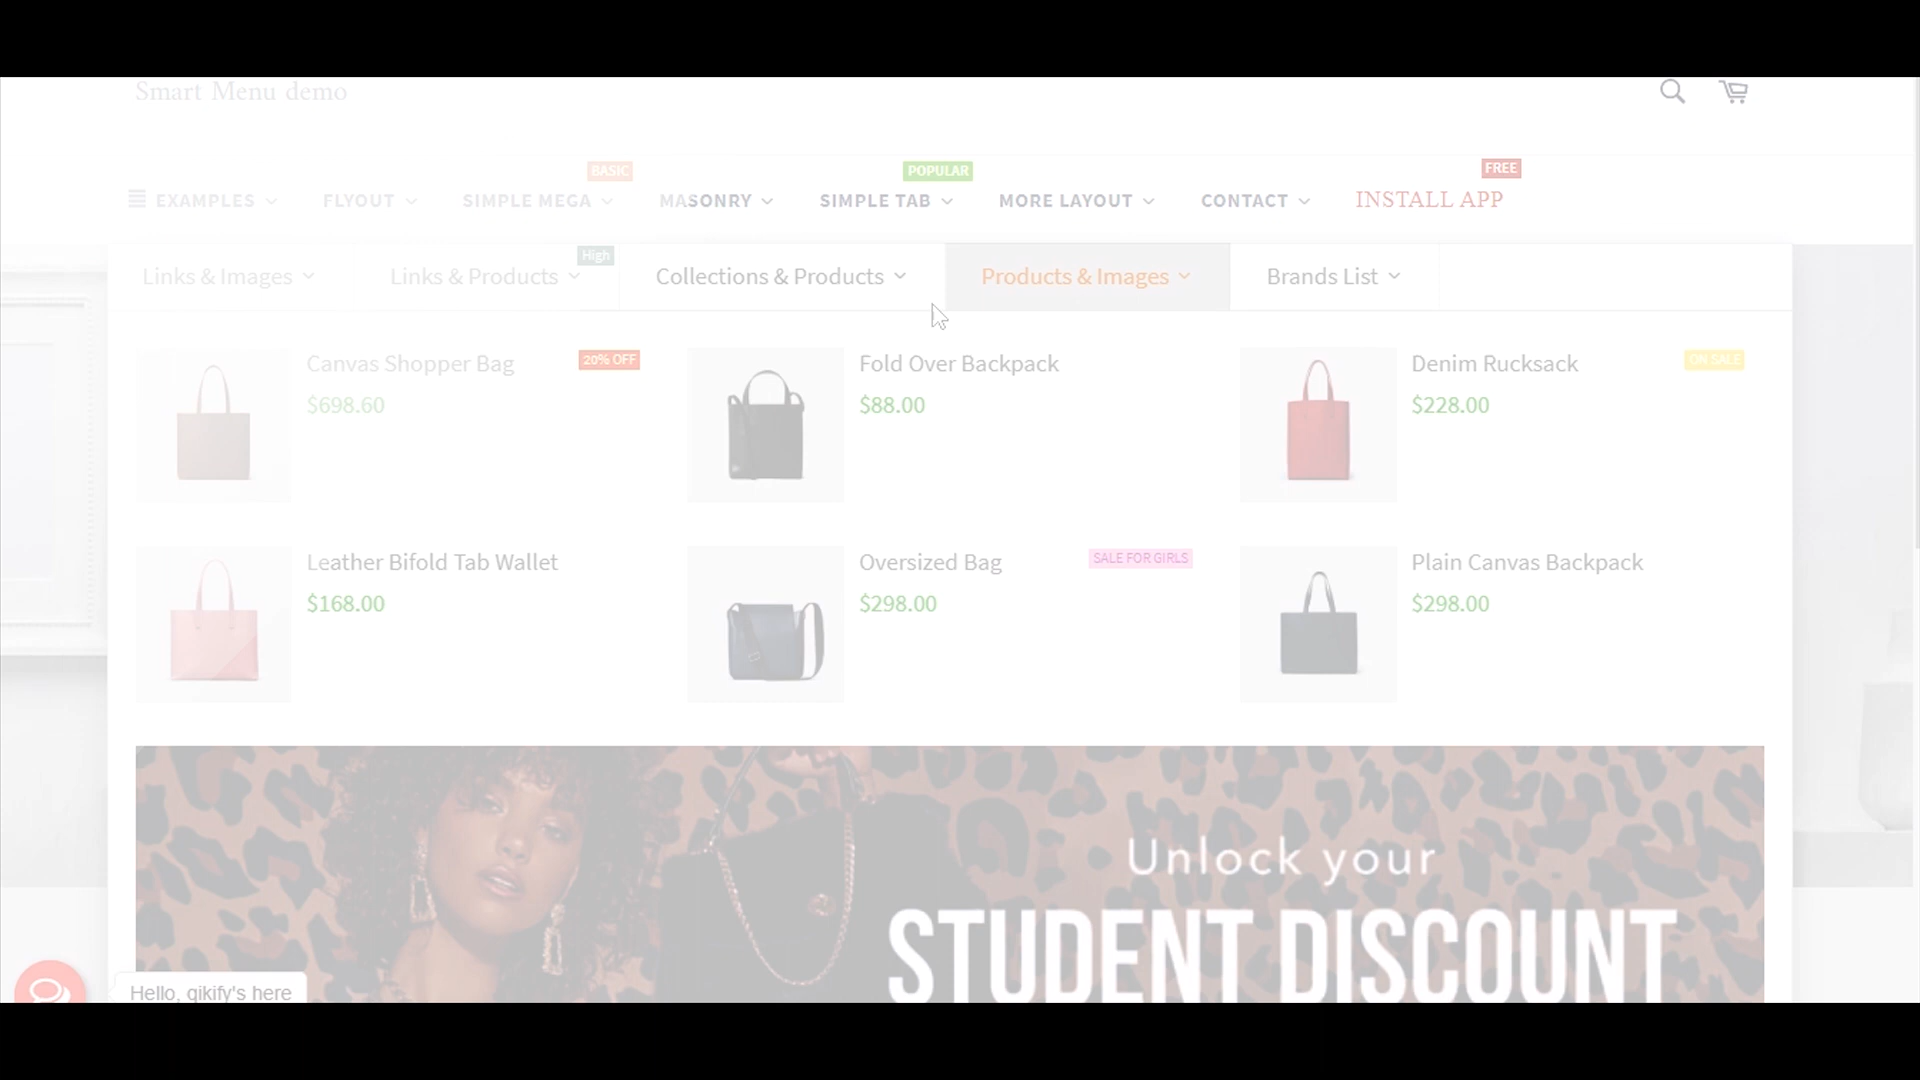 Smart Menu demo
BASIC
POPULAR
FREE
EXAMPLES
FLYOUT
SIMPLE MEGA
MASONRY
SIMPLE TAB
MORE LAYOUT
CONTACT
INSTALL APP
High
Links & Images
Links & Products
Collections & Products
Products & Images
Brands List
Canvas Shopper Bag
20% OFF
$698.60
Fold Over Backpack
$88.00
Denim Rucksack
ON SALE
$228.00
Leather Bifold Tab Wallet
$168.00
Oversized Bag
SALE FOR GIRLS
$298.00
Plain Canvas Backpack
$298.00
Unlock your
STUDENT DISCOUNT
Hello, qikify's here